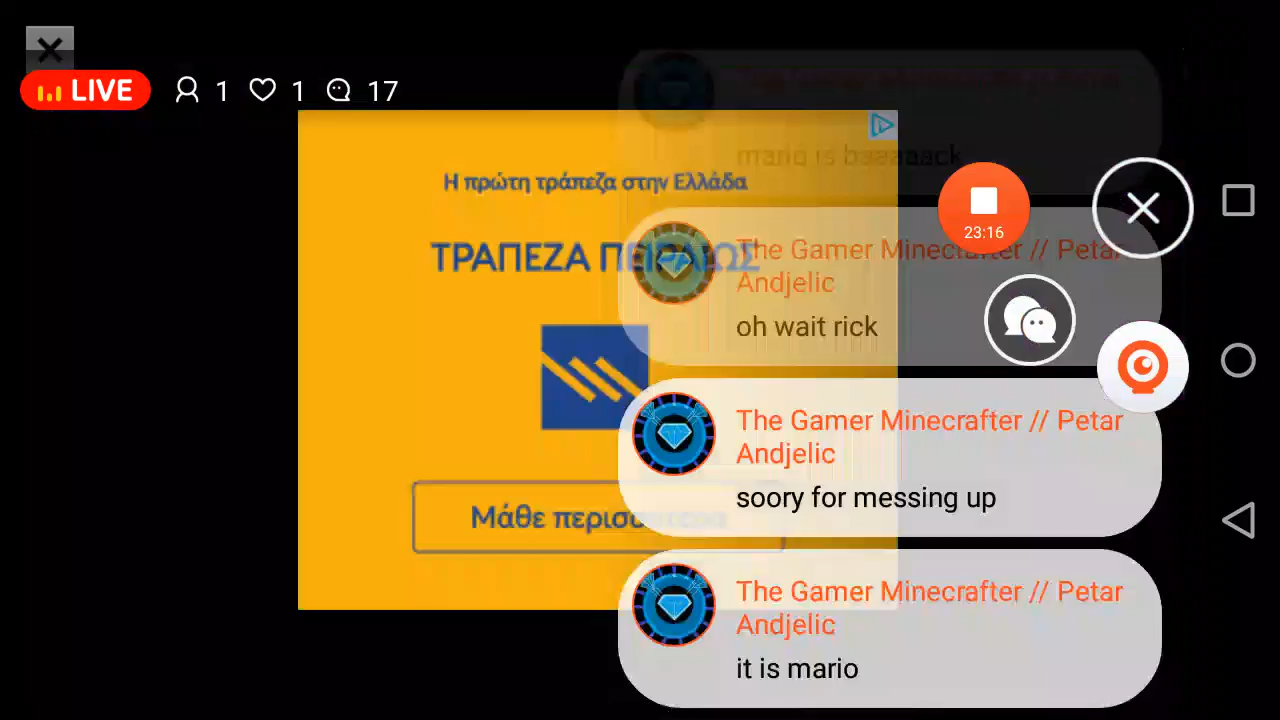 LIVE 1 1 17
Η πρώτη τράπεζα στην Ελλάδα
ΤΡΑΠΕΖΑ ΠΕΙΡΑΙΩΣ
Μάθε περισσότερα
mario is baaaaack
23:16
The Gamer Minecrafter // Petar
Andjelic
oh wait rick
The Gamer Minecrafter // Petar
Andjelic
soory for messing up
The Gamer Minecrafter // Petar
Andjelic
it is mario